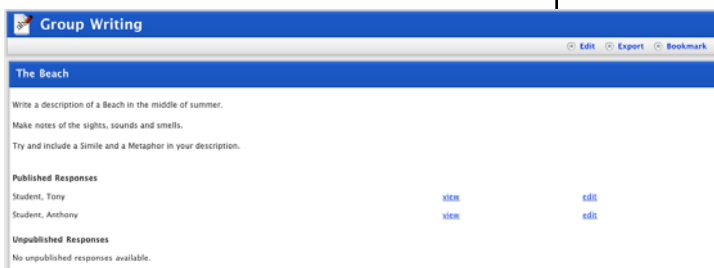 Group Writing
Edit Export Bookmark
The Beach
Write a description of a Beach in the middle of summer.
Make notes of the sights, sounds and smells.
Try and include a Simile and a Metaphor in your description.
Published Responses
Student, Tony view edit
Student, Anthony view edit
Unpublished Responses
No unpublished responses available.